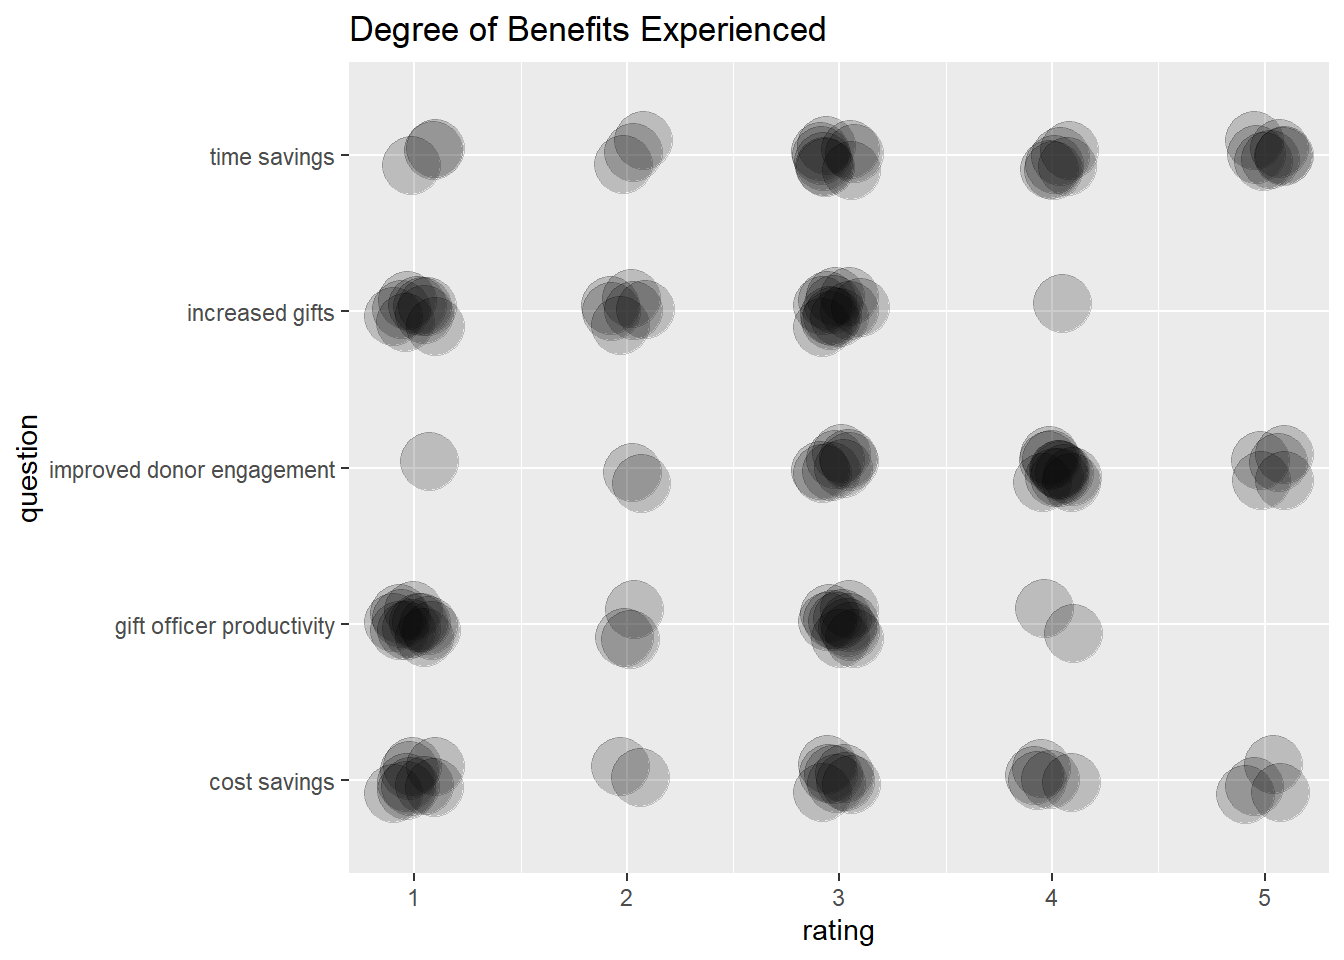 Degree of Benefits Experienced
question
time savings
increased gifts
improved donor engagement
gift officer productivity
cost savings
1 2 3 4 5
rating